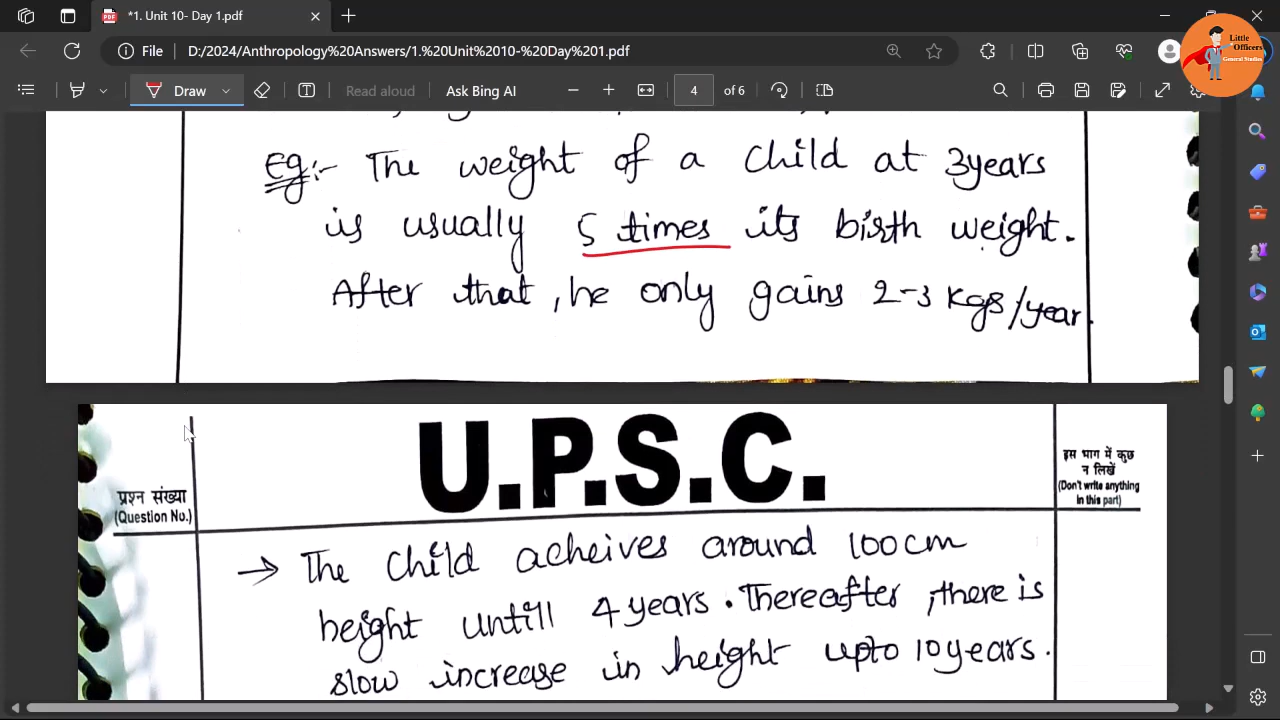 *1. Unit 10- Day 1.pdf
File
D:/2024/Anthropology%20Answers/1.%20Unit%2010-%20Day%201.pdf
Little
Officers
General Studies
Draw
Read aloud
Ask Bing AI
4
of 6
Eg:- The weight of a child at 3years
is usually 5 times its birth weight.
After that, he only gains 2-3 kgs/year.
U.P.S.C.
प्रश्न संख्या
(Question No.)
इस भाग में कुछ
न लिखें
(Don't write anything
in this part)
→ The child acheives around 100cm
height untill 4 years. Thereafter, there is
slow increase in height upto 10years.